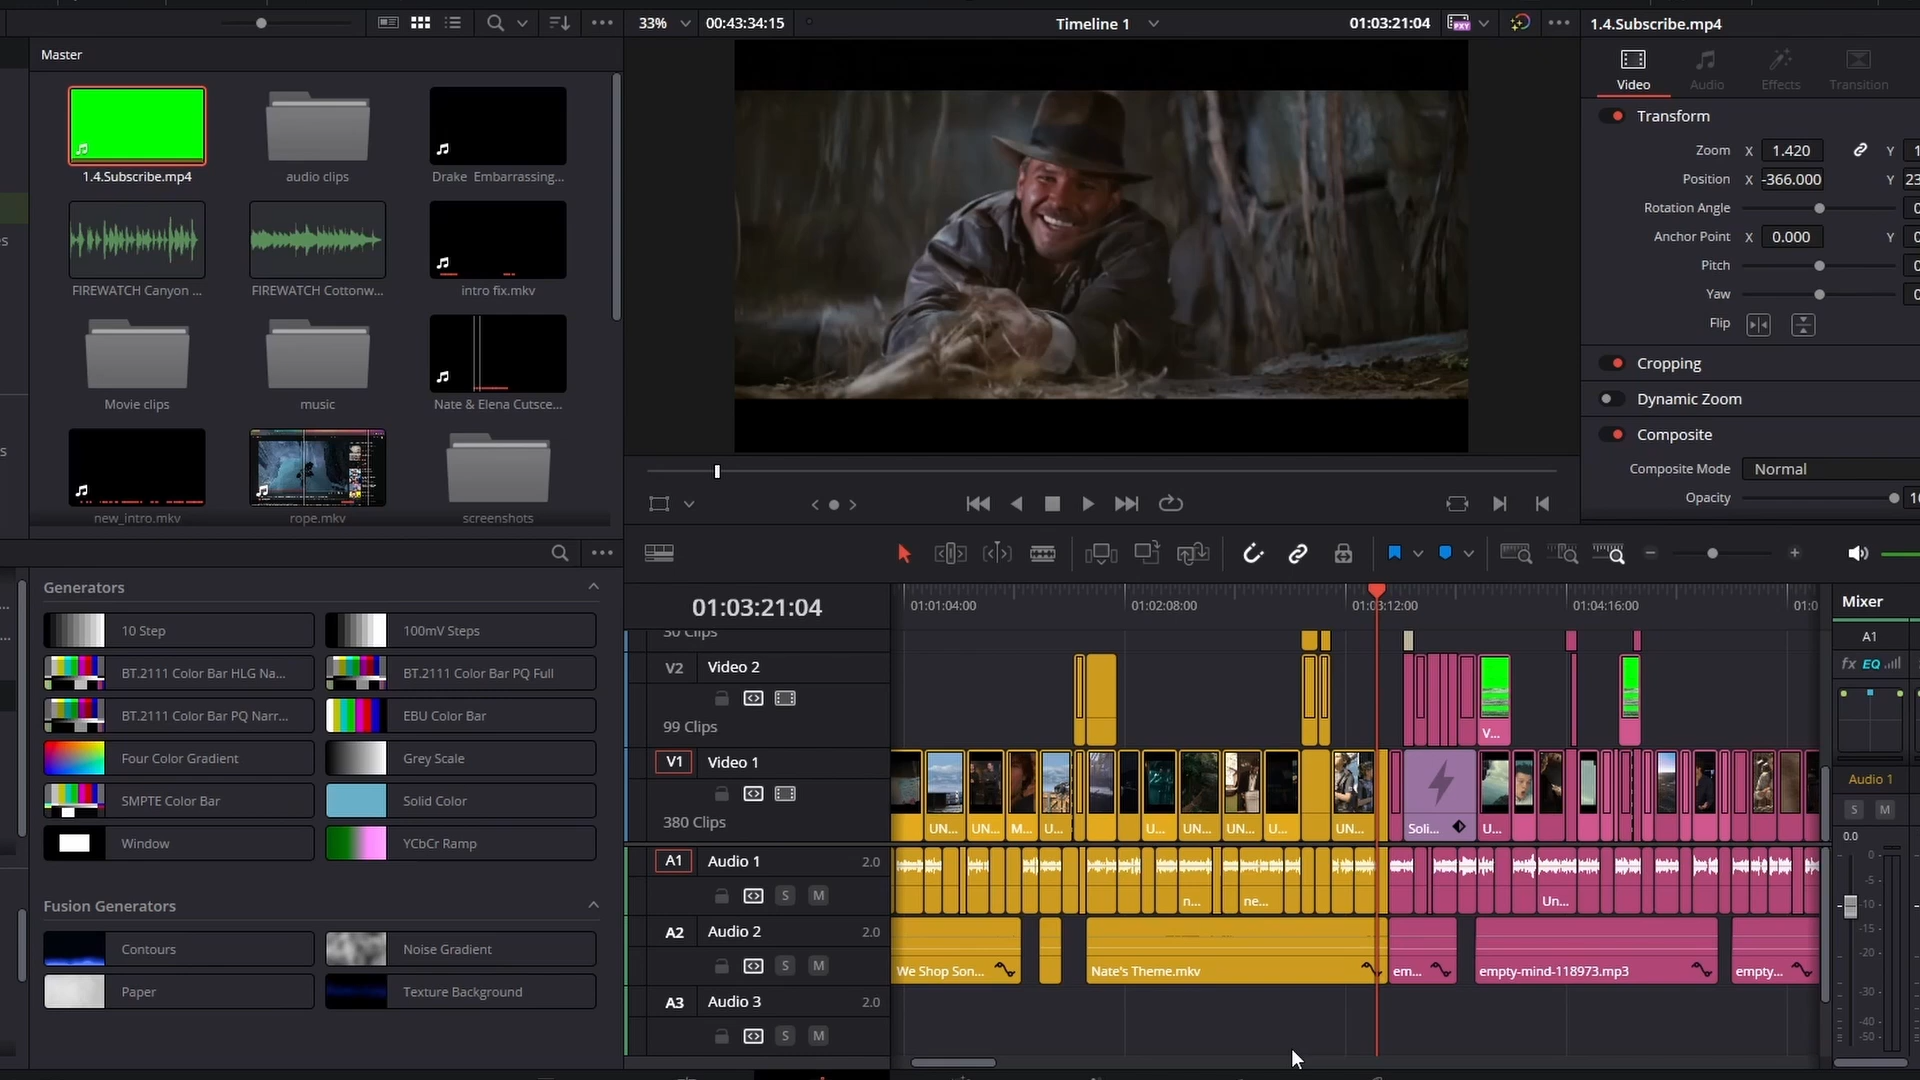 33%
00:43:34:15
Timeline 1
01:03:21:04
1.4.Subscribe.mp4
Master
1.4.Subscribe.mp4
audio clips
Drake Embarrassing...
FIREWATCH Canyon ...
FIREWATCH Cottonw...
intro fix.mkv
Movie clips
music
Nate & Elena Cutsce...
new_intro.mkv
rope.mkv
screenshots
Video
Audio
Effects
Transition
Transform
Zoom X 1.420 Y 1
Position X -366.000 Y 23
Rotation Angle
Anchor Point X 0.000 Y 0
Pitch
Yaw
Flip
Cropping
Dynamic Zoom
Composite
Composite Mode Normal
Opacity 10
Generators
10 Step
100mV Steps
BT.2111 Color Bar HLG Na...
BT.2111 Color Bar PQ Full
BT.2111 Color Bar PQ Narr...
EBU Color Bar
Four Color Gradient
Grey Scale
SMPTE Color Bar
Solid Color
Window
YCbCr Ramp
Fusion Generators
Contours
Noise Gradient
Paper
Texture Background
01:03:21:04
01:01:04:00
01:02:08:00
01:03:12:00
01:04:16:00
01:0
30 Clips
V2 Video 2
99 Clips
V...
V1 Video 1
380 Clips
UN... UN... M... U... U... UN... UN... U... UN... Soli... U...
A1 Audio 1 2.0
S M
n... ne... Un...
A2 Audio 2 2.0
S M
We Shop Son...
Nate's Theme.mkv
em...
empty-mind-118973.mp3
empty...
A3 Audio 3 2.0
S M
Mixer
A1
fx EQ
Audio 1
S M
0.0
0
-5
-10
-15
-20
-30
-40
-50